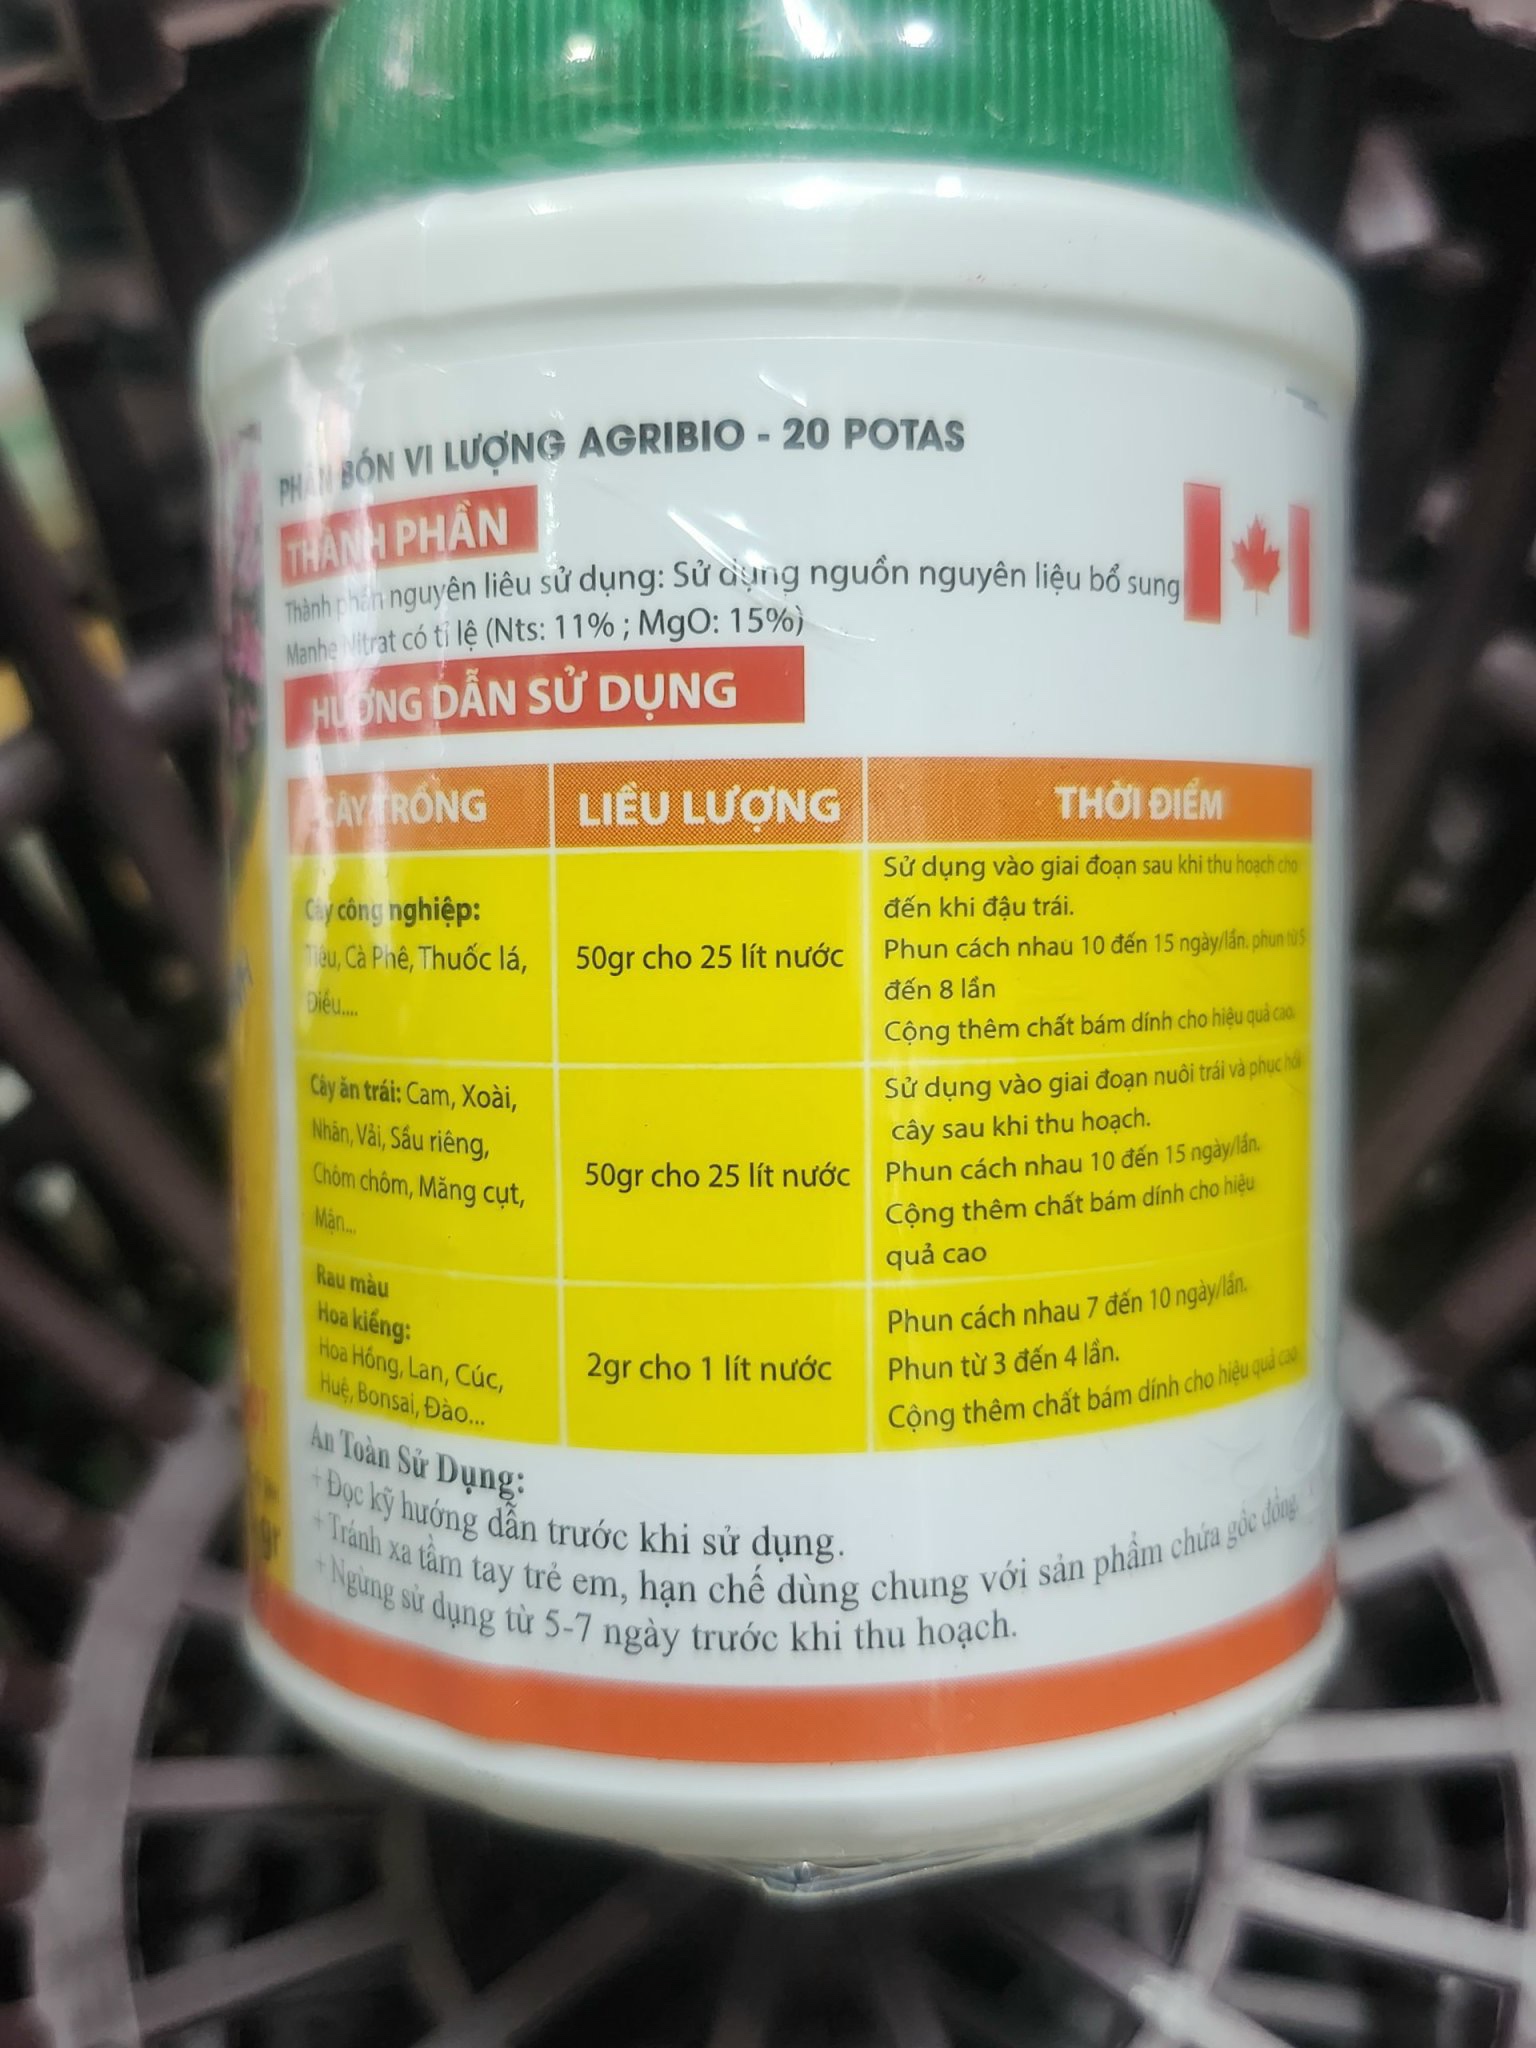 PHÂN BÓN VI LƯỢNG AGRIBIO - 20 POTAS
THÀNH PHẦN
Thành phần nguyên liêu sử dụng: Sử dụng nguồn nguyên liệu bổ sung
Manhe Nitrat có tỉ lệ (Nts: 11% ; MgO: 15%)
HƯỚNG DẪN SỬ DỤNG
CÂY TRỒNG
LIỀU LƯỢNG
THỜI ĐIỂM
Cây công nghiệp:
Tiêu, Cà Phê, Thuốc lá,
Điều....
50gr cho 25 lít nước
Sử dụng vào giai đoạn sau khi thu hoạch cho
đến khi đậu trái.
Phun cách nhau 10 đến 15 ngày/lần. phun từ 5
đến 8 lần
Cộng thêm chất bám dính cho hiệu quả cao.
Cây ăn trái: Cam, Xoài,
Nhãn, Vải, Sầu riêng,
Chôm chôm, Măng cụt,
Mận...
50gr cho 25 lít nước
Sử dụng vào giai đoạn nuôi trái và phục hồi
cây sau khi thu hoạch.
Phun cách nhau 10 đến 15 ngày/lần.
Cộng thêm chất bám dính cho hiệu
quả cao
Rau màu
Hoa kiểng:
Hoa Hồng, Lan, Cúc,
Huệ, Bonsai, Đào...
2gr cho 1 lít nước
Phun cách nhau 7 đến 10 ngày/lần.
Phun từ 3 đến 4 lần.
Cộng thêm chất bám dính cho hiệu quả cao
An Toàn Sử Dụng:
+ Đọc kỹ hướng dẫn trước khi sử dụng.
+ Tránh xa tầm tay trẻ em, hạn chế dùng chung với sản phẩm chứa gốc đồng.
+ Ngừng sử dụng từ 5-7 ngày trước khi thu hoạch.
gr